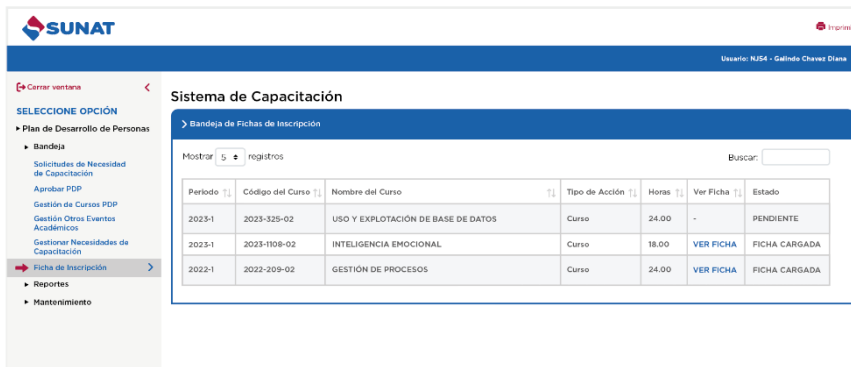 SUNAT
Imprimi
Usuario: NJ54 - Galindo Chavez Diana
Cerrar ventana
SELECCIONE OPCIÓN
Plan de Desarrollo de Personas
Bandeja
Solicitudes de Necesidad
de Capacitación
Aprobar PDP
Gestión de Cursos PDP
Gestión Otros Eventos
Académicos
Gestionar Necesidades de
Capacitación
Ficha de Inscripción
Reportes
Mantenimiento
Sistema de Capacitación
Bandeja de Fichas de Inscripción
Mostrar 5 registros
Buscar:
Periodo Código del Curso Nombre del Curso Tipo de Acción Horas Ver Ficha Estado
2023-1 2023-325-02 USO Y EXPLOTACIÓN DE BASE DE DATOS Curso 24.00 - PENDIENTE
2023-1 2023-1108-02 INTELIGENCIA EMOCIONAL Curso 18.00 VER FICHA FICHA CARGADA
2022-1 2022-209-02 GESTIÓN DE PROCESOS Curso 24.00 VER FICHA FICHA CARGADA